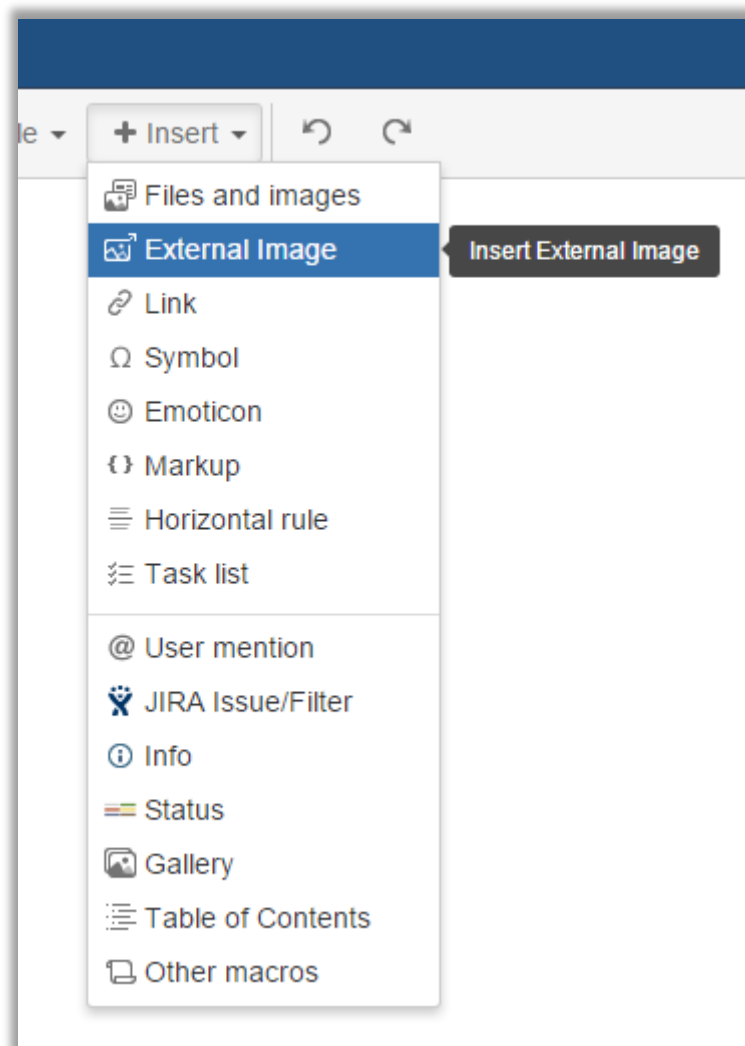 le + Insert
Files and images
External Image Insert External Image
Link
Ω Symbol
Emoticon
{} Markup
Horizontal rule
Task list
@ User mention
JIRA Issue/Filter
Info
Status
Gallery
Table of Contents
Other macros